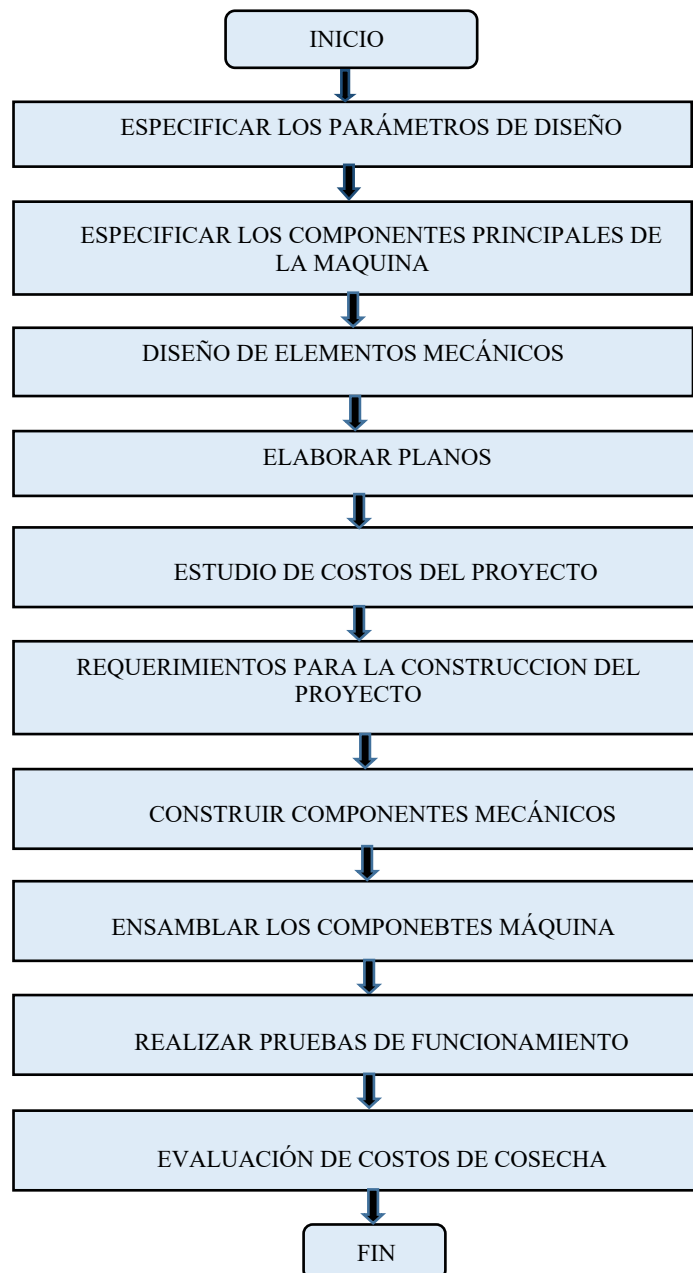 INICIO
ESPECIFICAR LOS PARÁMETROS DE DISEÑO
ESPECIFICAR LOS COMPONENTES PRINCIPALES DE
LA MAQUINA
DISEÑO DE ELEMENTOS MECÁNICOS
ELABORAR PLANOS
ESTUDIO DE COSTOS DEL PROYECTO
REQUERIMIENTOS PARA LA CONSTRUCCION DEL
PROYECTO
CONSTRUIR COMPONENTES MECÁNICOS
ENSAMBLAR LOS COMPONEBTES MÁQUINA
REALIZAR PRUEBAS DE FUNCIONAMIENTO
EVALUACIÓN DE COSTOS DE COSECHA
FIN